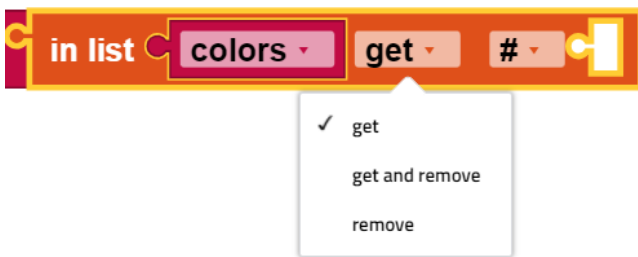 in list colors get #
✓ get
get and remove
remove